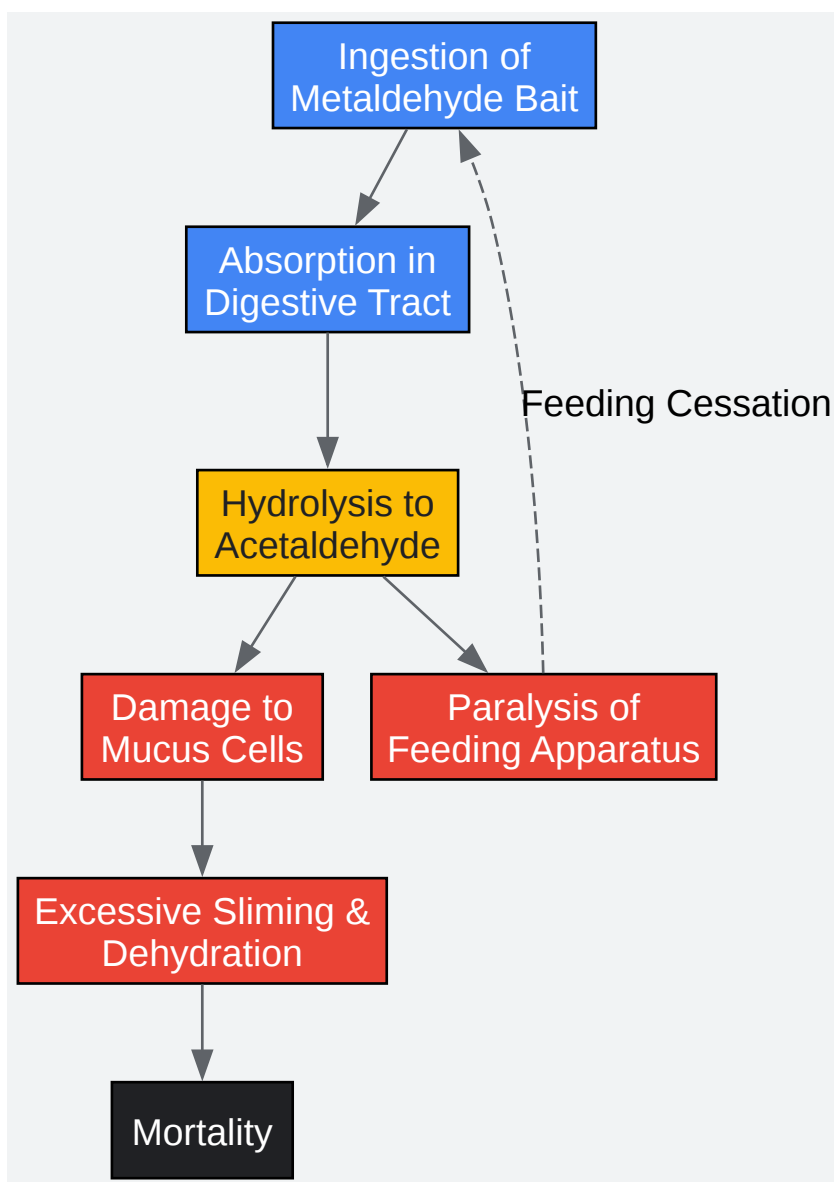 Ingestion of
Metaldehyde Bait
Absorption in
Digestive Tract
Feeding Cessation
Hydrolysis to
Acetaldehyde
Damage to
Mucus Cells
Paralysis of
Feeding Apparatus
Excessive Sliming &
Dehydration
Mortality